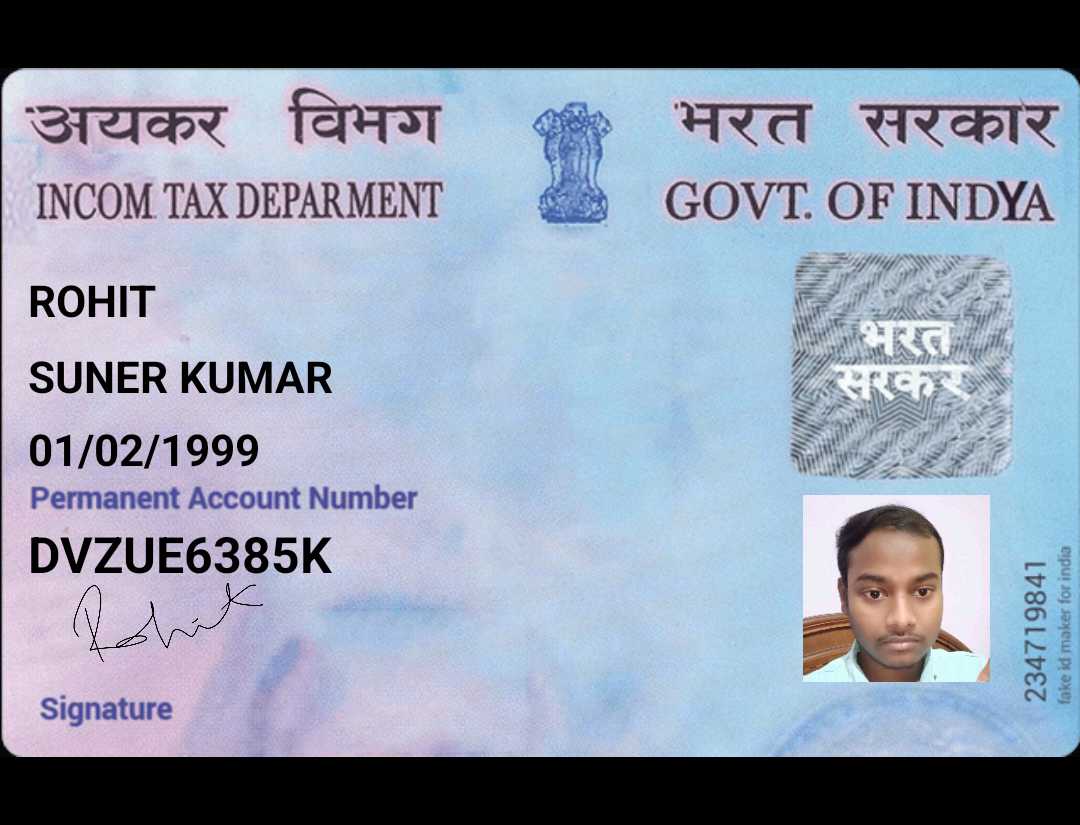 अयकर विभग
भरत सरकार
INCOM TAX DEPARMENT
GOVT. OF INDYA
ROHIT
SUNER KUMAR
01/02/1999
Permanent Account Number
DVZUE6385K
Rohit
Signature
भरत
सरकर
234719841
fake id maker for india